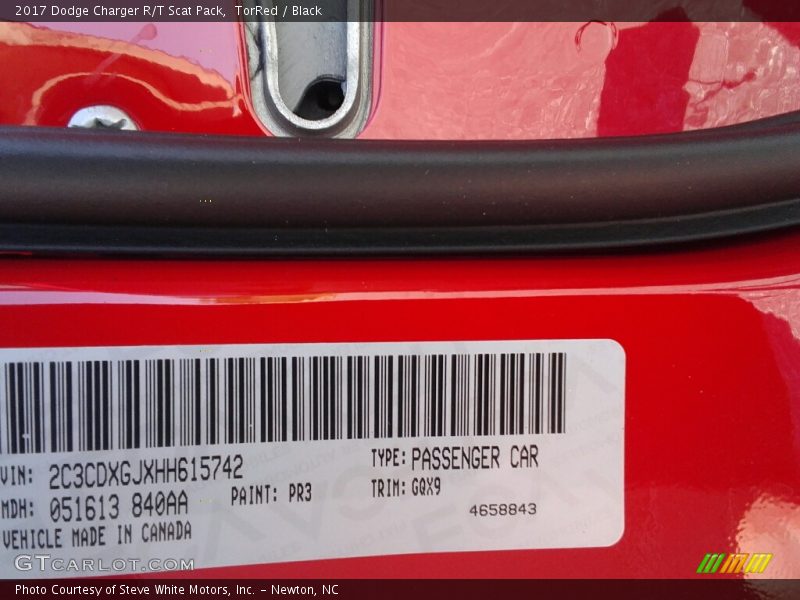 2017 Dodge Charger R/T Scat Pack, TorRed / Black
VIN: 2C3CDXGJXHH615742
TYPE: PASSENGER CAR
MDH: 051613 840AA
PAINT: PR3
TRIM: GQX9
VEHICLE MADE IN CANADA
4658843
GTCARLOT.COM
Photo Courtesy of Steve White Motors, Inc. – Newton, NC